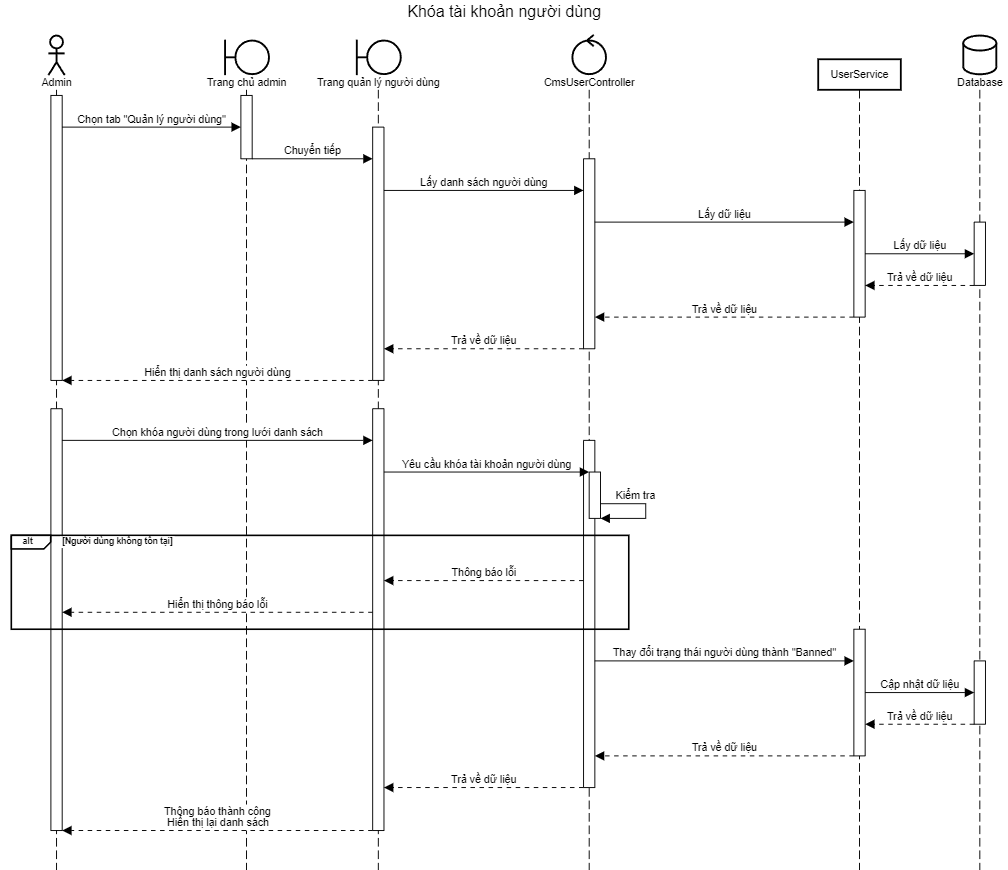 Khóa tài khoản người dùng
Admin
Trang chủ admin
Trang quản lý người dùng
CmsUserController
UserService
Database
Chọn tab "Quản lý người dùng"
Chuyển tiếp
Lấy danh sách người dùng
Lấy dữ liệu
Lấy dữ liệu
Trả về dữ liệu
Trả về dữ liệu
Trả về dữ liệu
Hiển thị danh sách người dùng
Chọn khóa người dùng trong lưới danh sách
Yêu cầu khóa tài khoản người dùng
Kiểm tra
alt
[Người dùng không tồn tại]
Thông báo lỗi
Hiển thị thông báo lỗi
Thay đổi trạng thái người dùng thành "Banned"
Cập nhật dữ liệu
Trả về dữ liệu
Trả về dữ liệu
Trả về dữ liệu
Thông báo thành công
Hiển thị lại danh sách